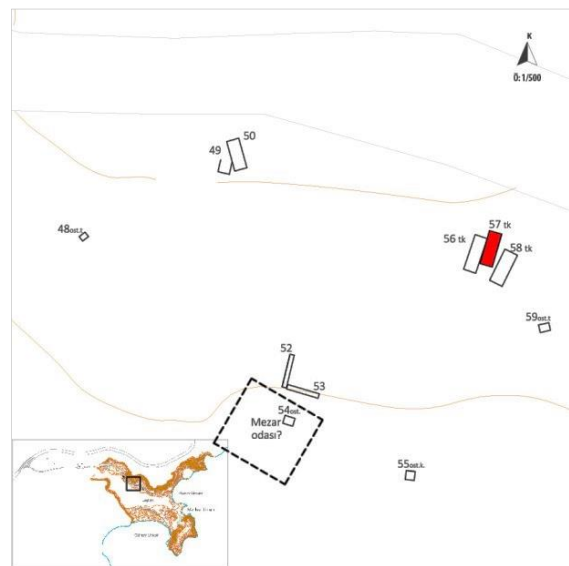 K
Ö: 1/500
50
49
48ost.t
57 tk
56 tk
58 tk
59ost.t
52
53
54ost.
Mezar
odası?
55ost.k.